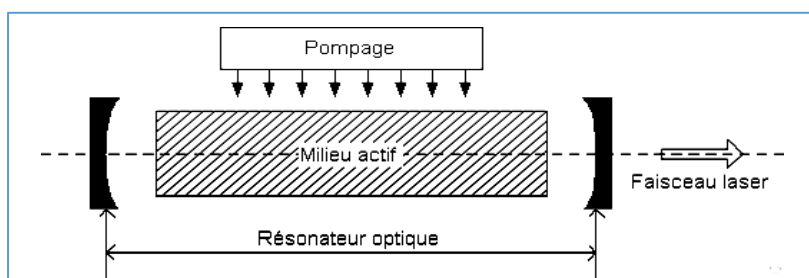 Pompage
Milieu actif
Faisceau laser
Résonateur optique